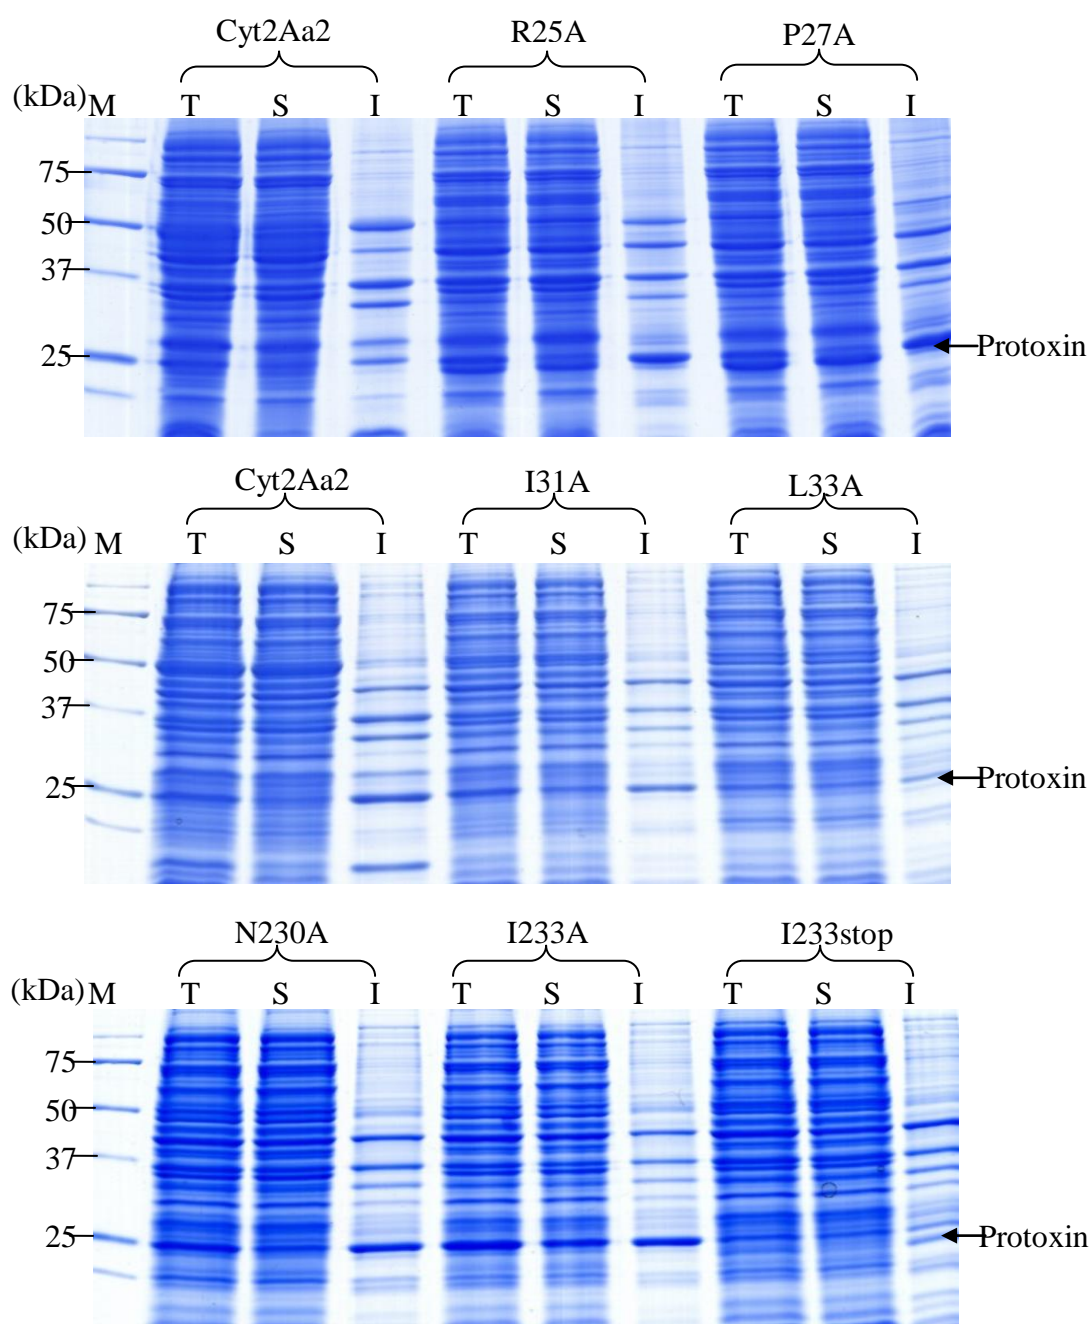 Cyt2Aa2 R25A P27A
(kDa) M T S I T S I T S I
75
50
37
25
Protoxin
Cyt2Aa2 I31A L33A
(kDa) M T S I T S I T S I
75
50
37
25
Protoxin
N230A I233A I233stop
(kDa) M T S I T S I T S I
75
50
37
25
Protoxin